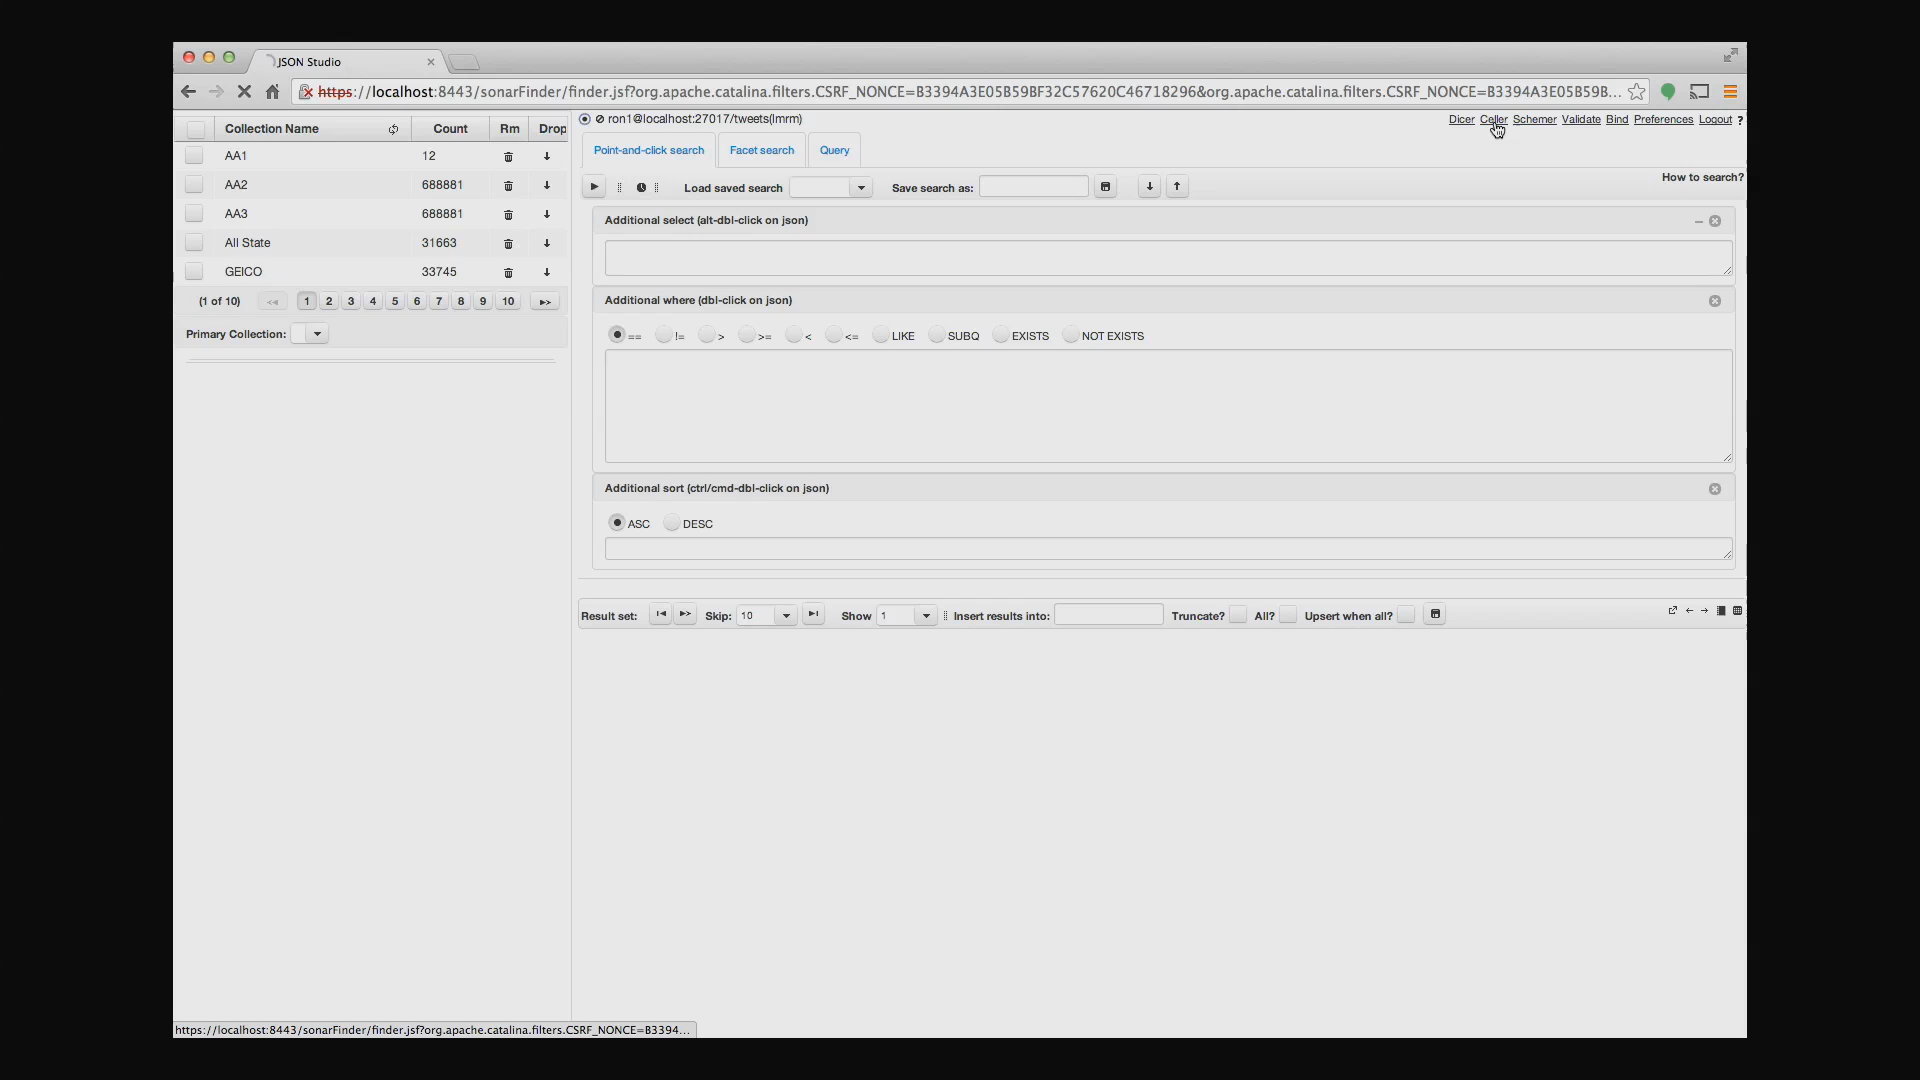 JSON Studio
https://localhost:8443/sonarFinder/finder.jsf?org.apache.catalina.filters.CSRF_NONCE=B3394A3E05B59BF32C57620C46718296&org.apache.catalina.filters.CSRF_NONCE=B3394A3E05B59B...
Collection Name Count Rm Drop
AA1 12
AA2 688881
AA3 688881
All State 31663
GEICO 33745
(1 of 10) 1 2 3 4 5 6 7 8 9 10
Primary Collection:
ron1@localhost:27017/tweets(lmrm)
Dicer Celler Schemer Validate Bind Preferences Logout ?
Point-and-click search Facet search Query
How to search?
Load saved search Save search as:
Additional select (alt-dbl-click on json)
Additional where (dbl-click on json)
== != > >= < <= LIKE SUBQ EXISTS NOT EXISTS
Additional sort (ctrl/cmd-dbl-click on json)
ASC DESC
Result set: Skip: 10 Show 1 Insert results into: Truncate? All? Upsert when all?
https://localhost:8443/sonarFinder/finder.jsf?org.apache.catalina.filters.CSRF_NONCE=B3394...